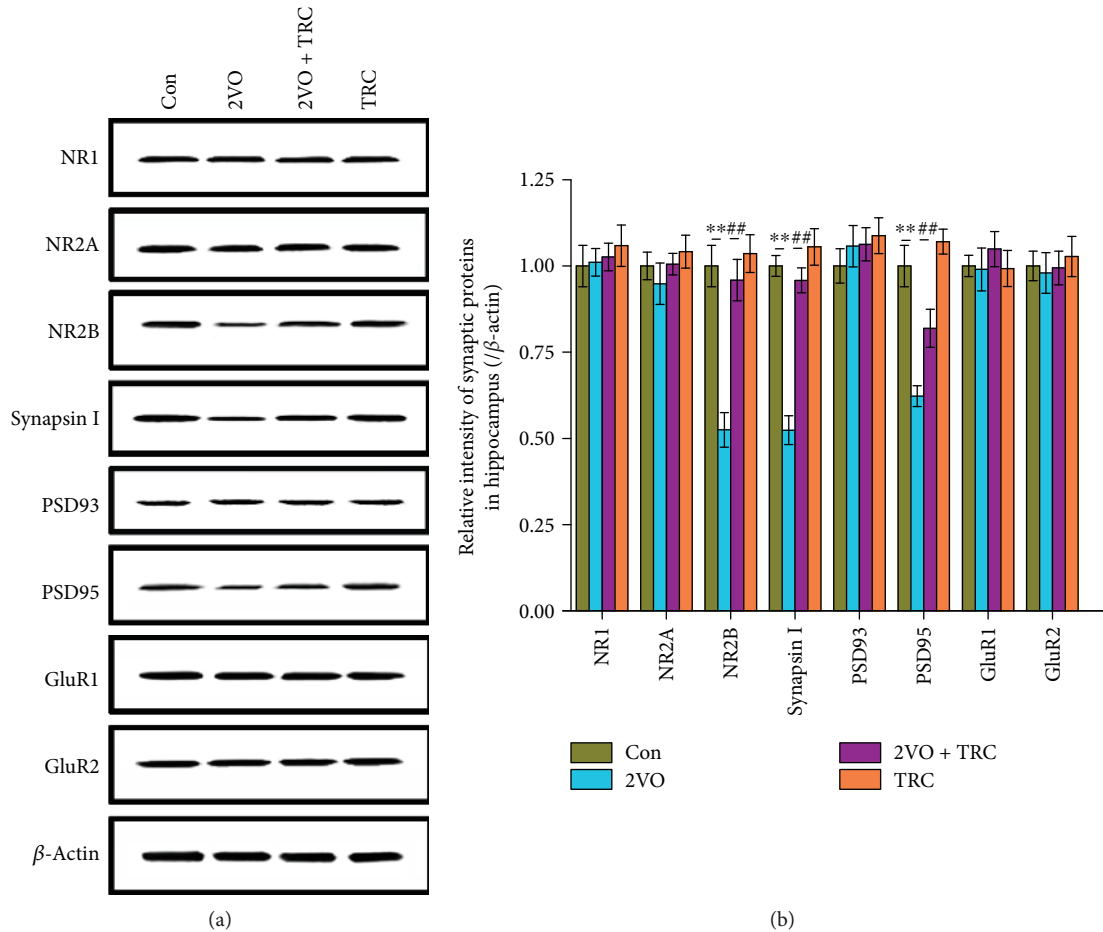 Con 2VO 2VO + TRC TRC
NR1
NR2A
NR2B
Synapsin I
PSD93
PSD95
GluR1
GluR2
β-Actin
(a)
Relative intensity of synaptic proteins
in hippocampus (/β-actin)
1.25
1.00
0.75
0.50
0.25
0.00
** ## ** ## ** ##
NR1 NR2A NR2B Synapsin I PSD93 PSD95 GluR1 GluR2
Con 2VO + TRC
2VO TRC
(b)